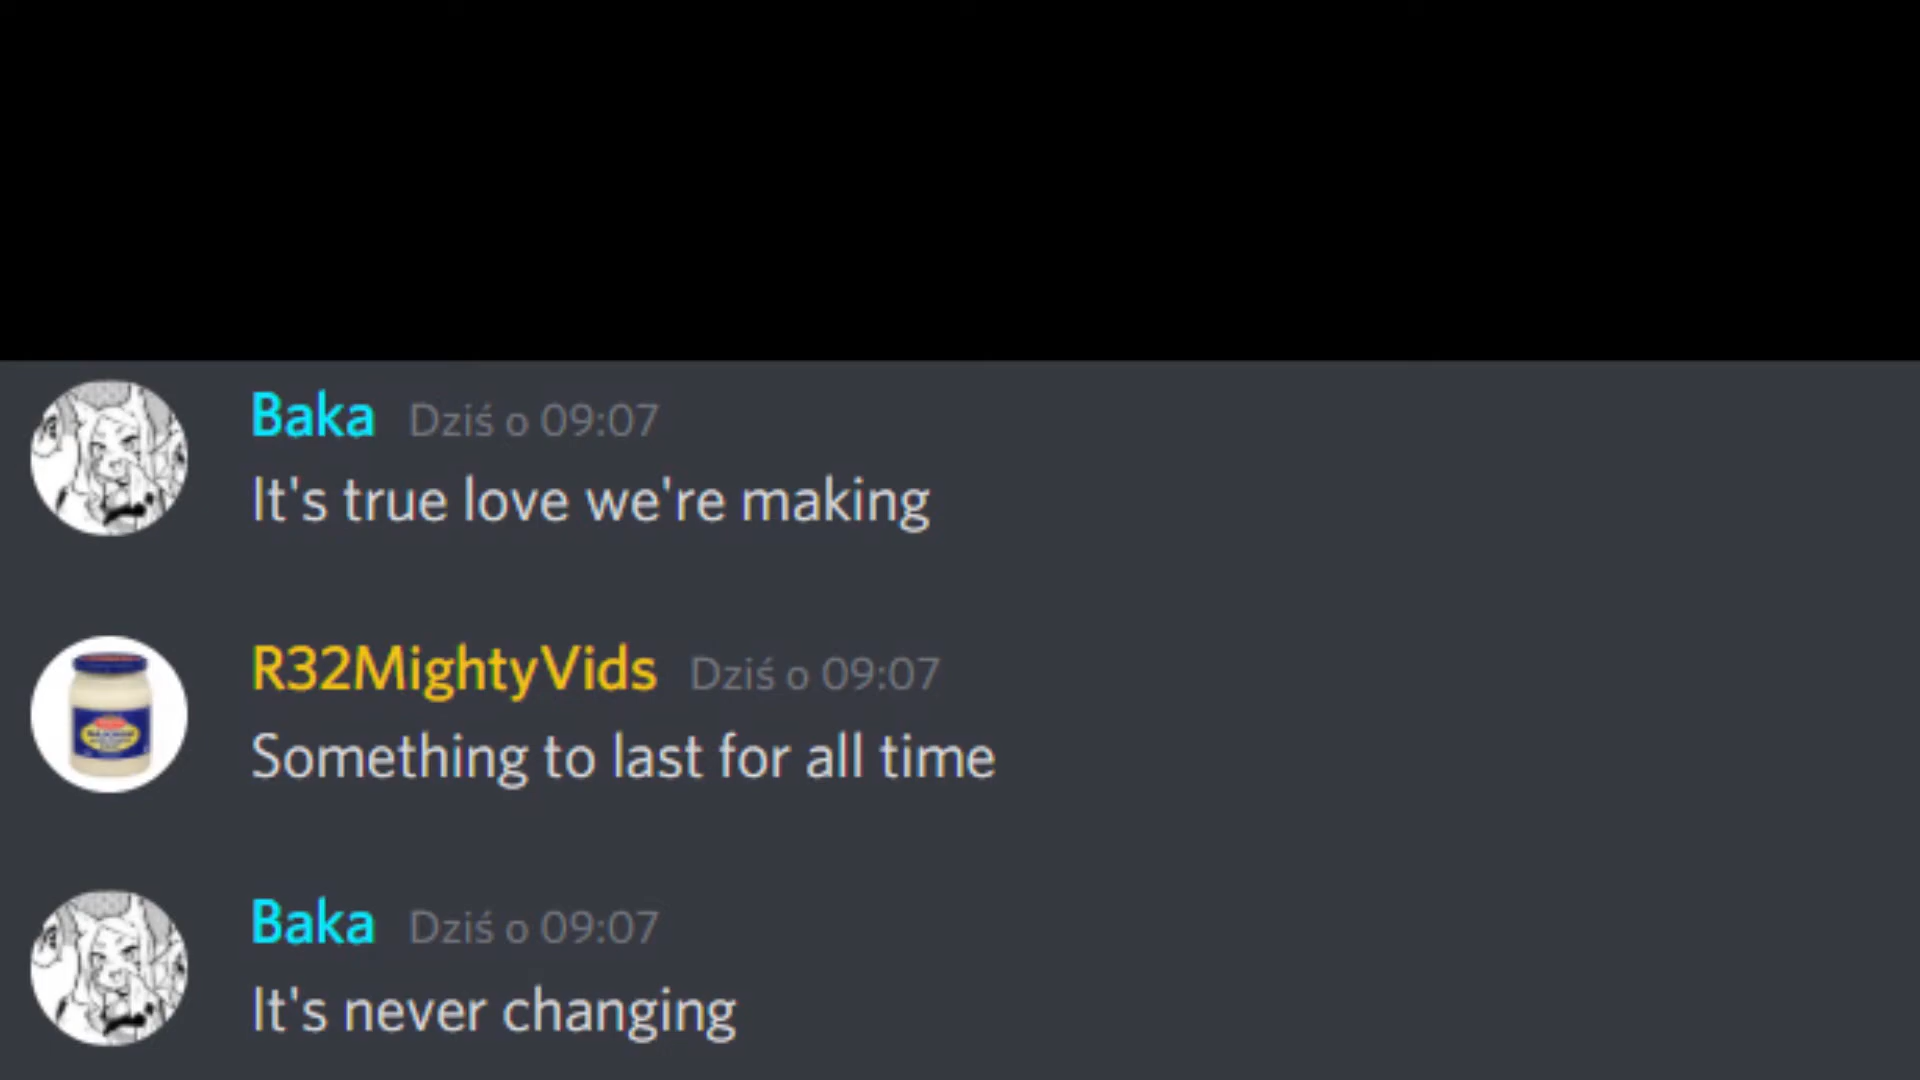 Baka Dziś o 09:07
It's true love we're making
R32MightyVids Dziś o 09:07
Something to last for all time
Baka Dziś o 09:07
It's never changing